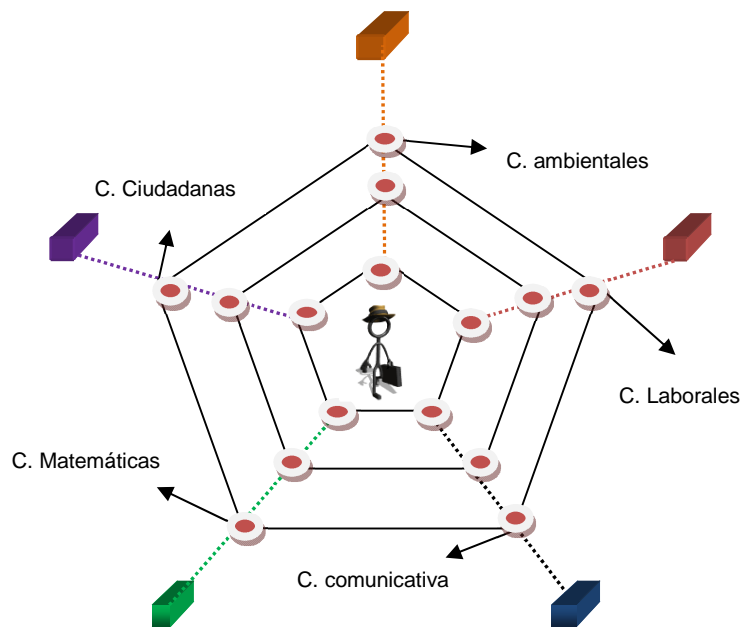 C. ambientales
C. Ciudadanas
C. Laborales
C. Matemáticas
C. comunicativa